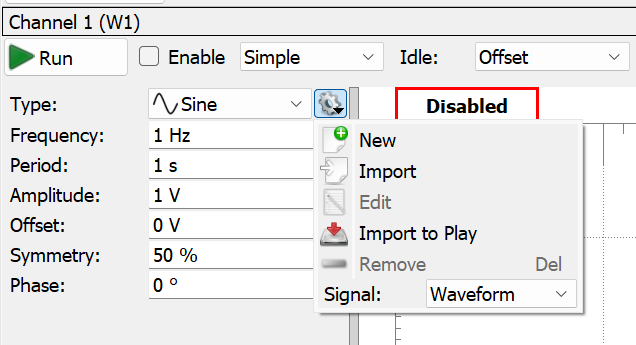 Channel 1 (W1)
Run Enable Simple Idle: Offset
Type: Sine
Disabled
Frequency: 1 Hz
Period: 1 s
Amplitude: 1 V
Offset: 0 V
Symmetry: 50 %
Phase: 0 º
New
Import
Edit
Import to Play
Remove Del
Signal: Waveform